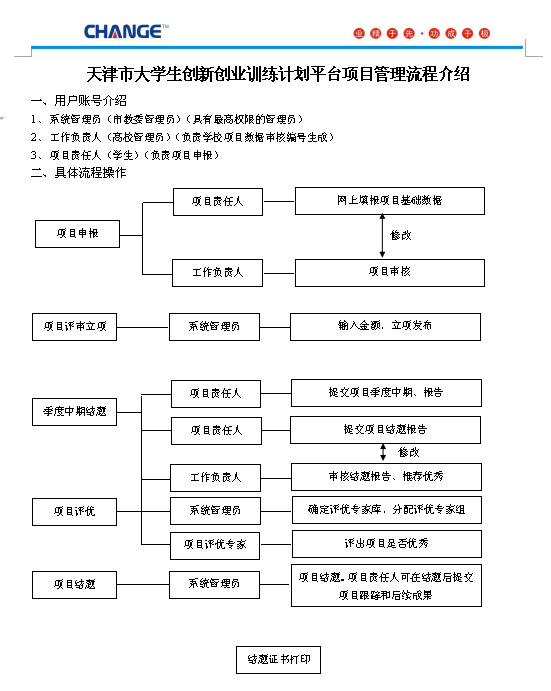 CHANGE™
业精于先·功成于极
天津市大学生创新创业训练计划平台项目管理流程介绍
一、用户账号介绍
1、系统管理员（市教委管理员）（具有最高权限的管理员）
2、工作负责人（高校管理员）（负责学校项目数据审核编号生成）
3、项目责任人（学生）（负责项目申报）
二、具体流程操作
项目责任人
网上填报项目基础数据
项目申报
修改
工作负责人
项目审核
项目评审立项
系统管理员
输入金额，立项发布
项目责任人
提交项目季度中期、报告
季度中期结题
项目责任人
提交项目结题报告
修改
工作负责人
审核结题报告、推荐优秀
项目评优
系统管理员
确定评优专家库，分配评优专家组
项目评优专家
评出项目是否优秀
项目结题
系统管理员
项目结题。项目责任人可在结题后提交
项目跟踪和后续成果
结题证书打印